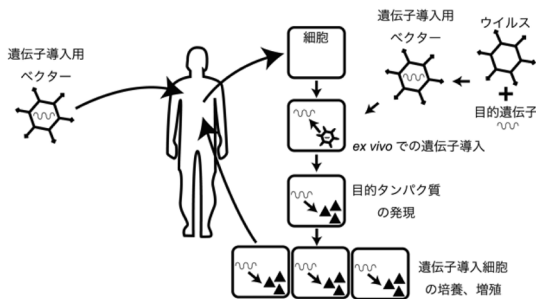 遺伝子導入用
ベクター
細胞
遺伝子導入用
ベクター
ウイルス
目的遺伝子
ex vivo での遺伝子導入
目的タンパク質
の発現
遺伝子導入細胞
の培養、増殖